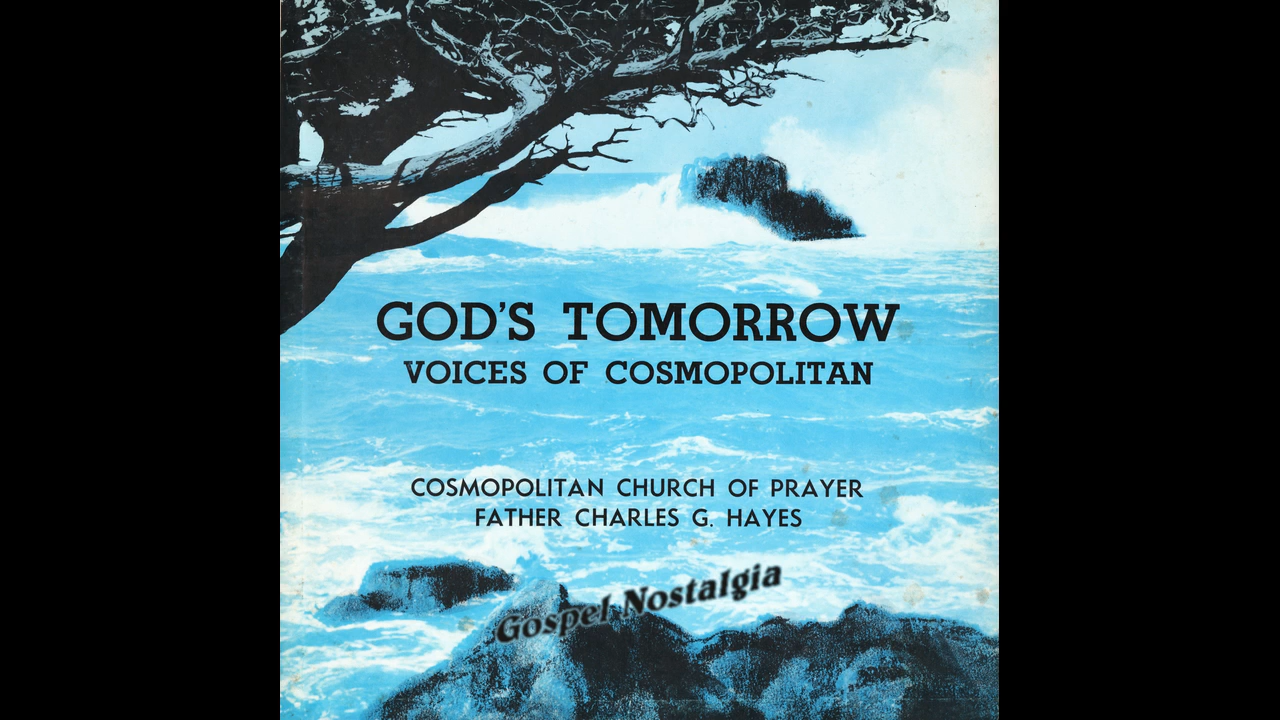 GOD'S TOMORROW
VOICES OF COSMOPOLITAN
COSMOPOLITAN CHURCH OF PRAYER
FATHER CHARLES G. HAYES
Gospel Nostalgia